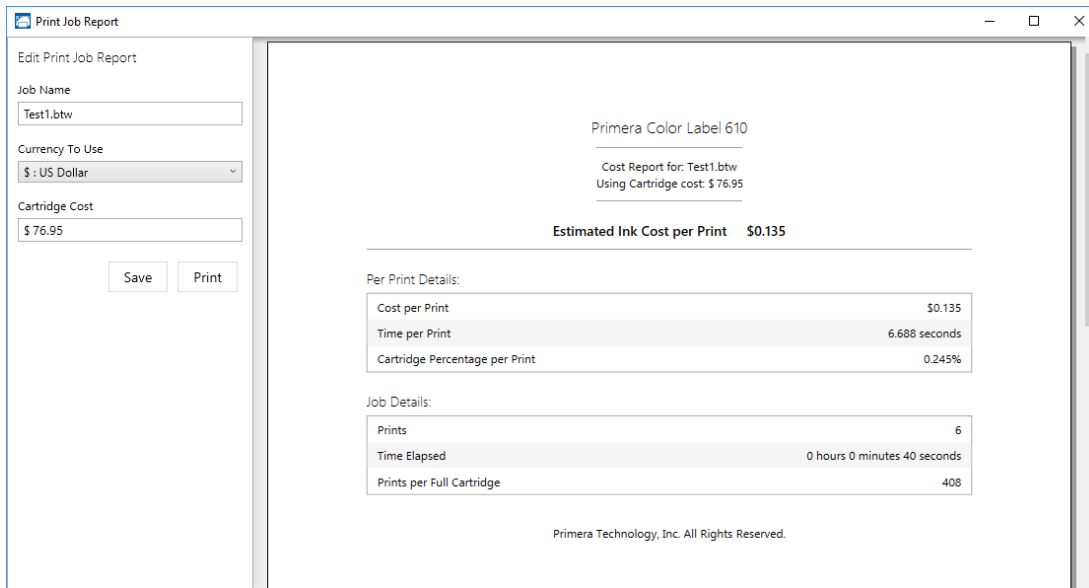 Print Job Report
Edit Print Job Report
Job Name
Test1.btw
Currency To Use
$ : US Dollar
Cartridge Cost
$ 76.95
Save Print
Primera Color Label 610
Cost Report for: Test1.btw
Using Cartridge cost: $ 76.95
Estimated Ink Cost per Print $0.135
Per Print Details:
Cost per Print $0.135
Time per Print 6.688 seconds
Cartridge Percentage per Print 0.245%
Job Details:
Prints 6
Time Elapsed 0 hours 0 minutes 40 seconds
Prints per Full Cartridge 408
Primera Technology, Inc. All Rights Reserved.